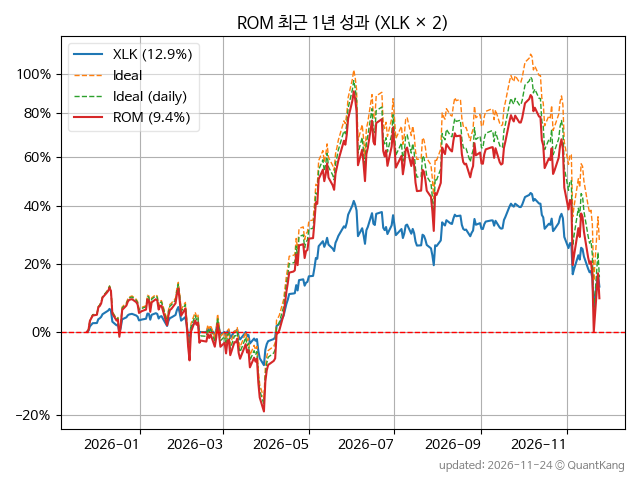 ROM 최근 1년 성과 (XLK × 2)
XLK (12.9%)
Ideal
Ideal (daily)
ROM (9.4%)
100%
80%
60%
40%
20%
0%
−20%
2026−01
2026−03
2026−05
2026−07
2026−09
2026−11
updated: 2026−11−24 © QuantKang